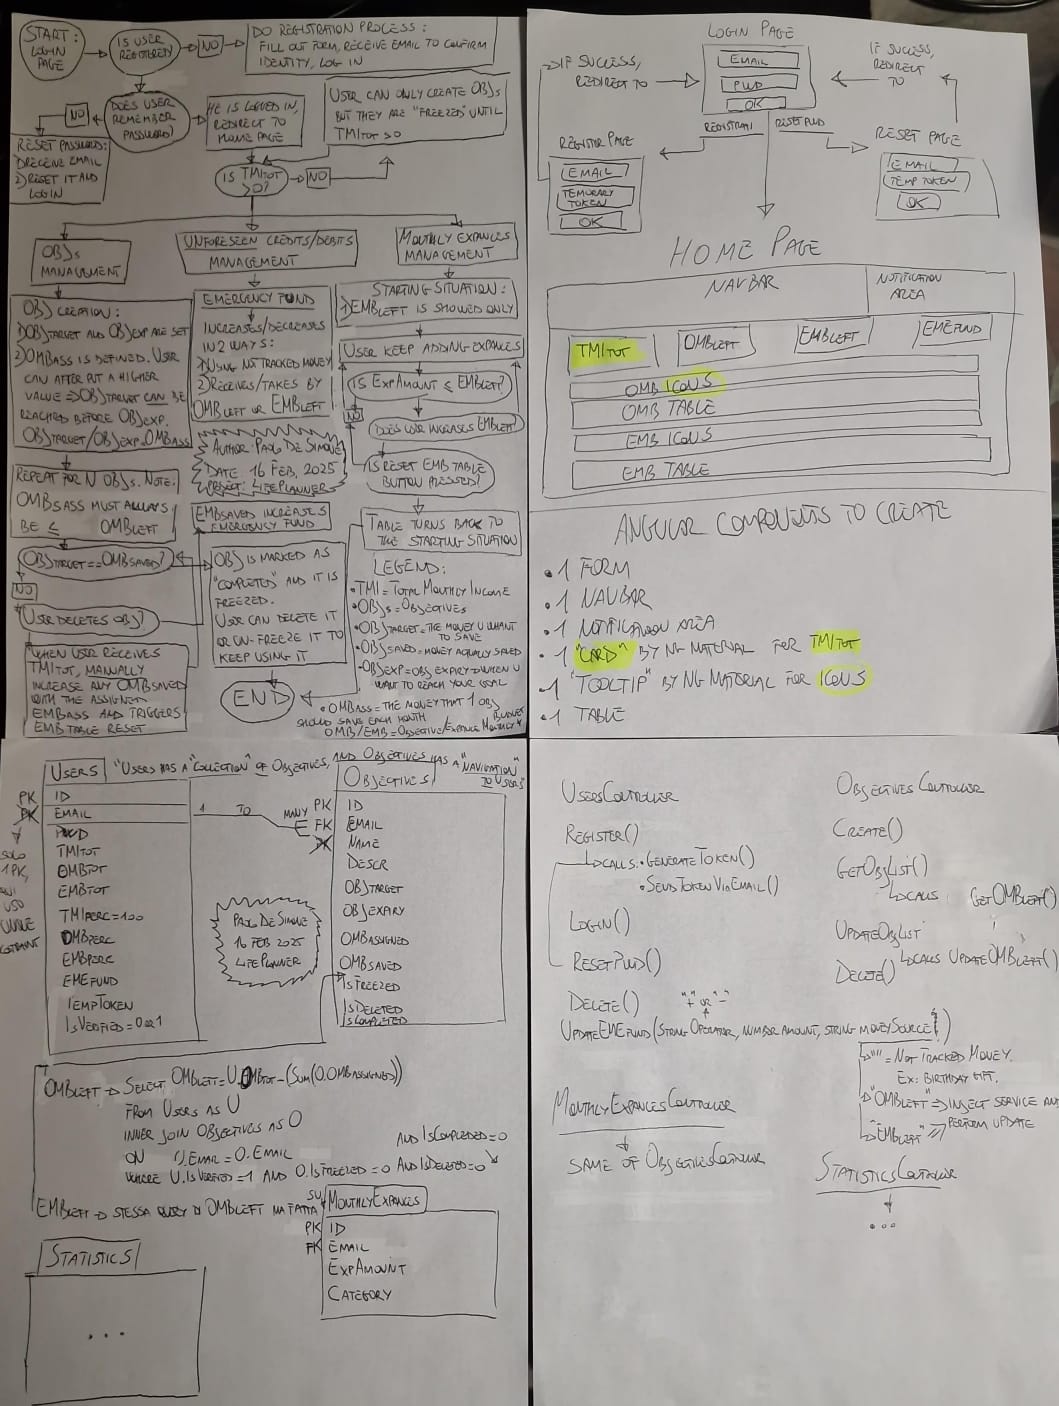 START:
LOGIN
PAGE
IS USER
REGISTERED
NO
DO REGISTRATION PROCESS:
FILL OUT FORM, RECEIVE EMAIL TO CONFIRM
IDENTITY, LOG IN
NO
DOES USER
REMEMBER
PASSWORD?
HE IS LOGGED IN,
REDIRECT TO
HOME PAGE
USER CAN ONLY CREATE OBJs
BUT THEY ARE "FREEZED" UNTIL
TMITOT >0
RESET PASSWORD:
1) RECEIVE EMAIL
2) RESET IT AND
LOGIN
IS TMITOT
>0?
NO
OBJs
MANAGEMENT
UNFORESEEN CREDITS/DEBITS
MANAGEMENT
MONTHLY EXPANCES
MANAGEMENT
OBJ CREATION:
1) OBJTARGET AND OBJEXP ARE SET
2) OMBASS IS DEFINED. USER
CAN AFTER PUT A HIGHER
VALUE => OBJTARGET CAN BE
REACHED BEFORE OBJEXP.
OBJTARGET/OBJEXP=OMBASS
EMERGENCY FUND
INCREASES/DECREASES
IN 2 WAYS:
1) USING NOT TRACKED MONEY
2) RECEIVES/TAKES BY
OMBLEFT OR EMBLEFT
STARTING SITUATION:
1) EMBLEFT IS SHOWED ONLY
USER KEEP ADDING EXPANCES
IS EXPAMOUNT ≤ EMBLEFT?
NO
DOES USER INCREASES EMBLEFT?
IS RESET EMB TABLE
BUTTON PRESSED?
AUTHOR: PAOLO DE SIMONE
DATE: 16 FEB, 2025
PROJECT: LIFEPLANNER
REPEAT FOR N OBJs. NOTE:
OMBSASS MUST ALWAYS
BE ≤ OMBLEFT
EMBSAVED INCREASES
EMERGENCY FUND
TABLE TURNS BACK TO
THE STARTING SITUATION
OBJTARGET==OMBSAVED?
NO
OBJ IS MARKED AS
"COMPLETED" AND IT IS
FREEZED.
USER CAN DELETE IT
OR UN-FREEZE IT TO
KEEP USING IT
USER DELETES OBJ?
WHEN USER RECEIVES
TMITOT, MANUALLY
INCREASE ANY OMBSAVED
WITH THE ASSIGNED
EMBASS AND TRIGGERS
EMB TABLE RESET
END
LEGEND:
• TMI=TOTAL MONTHLY INCOME
• OBJs=OBJECTIVES
• OBJTARGET=THE MONEY U WANT
TO SAVE
• OBJSAVED=MONEY ACTUALLY SAVED
• OBJEXP=OBJ EXPIARY => WHEN U
WANT TO REACH YOUR GOAL
• OMBASS=THE MONEY THAT 1 OBJ
SHOULD SAVE EACH MONTH
OMB/EMB=OBJECTIVE/EXPANCE MONTHLY BUDGET
LOGIN PAGE
EMAIL
PWD
OK
IF SUCCESS,
REDIRECT TO
IF SUCCESS,
REDIRECT
TO
REGISTRATI
RESET PWD
REGISTER PAGE
EMAIL
TEMPORARY
TOKEN
OK
RESET PAGE
EMAIL
TEMP TOKEN
OK
HOME PAGE
NAVBAR
NOTIFICATION
AREA
TMITOT
OMBLEFT
EMBLEFT
EMEFUND
OMB ICONS
OMB TABLE
EMB ICONS
EMB TABLE
ANGULAR COMPONENTS TO CREATE
• 1 FORM
• 1 NAVBAR
• 1 NOTIFICATION AREA
• 1 "CARD" BY NG MATERIAL FOR TMITOT
• 1 "TOOLTIP" BY NG MATERIAL FOR ICONS
• 1 TABLE
USERS
"USERS HAS A "COLLECTION" OF OBJECTIVES, AND OBJECTIVES HAS A "NAVIGATION"
TO USERS"
PK ID
PK EMAIL
PWD
TMITOT
OMBTOT
EMBTOT
TMIPERC=100
OMBPERC
EMBPERC
EMEFUND
TEMPTOKEN
ISVERIFIED=0 OR 1
SOLO
1 PK,
QUI
USO
UNIQUE
1 TO MANY
OBJECTIVES
PK ID
FK EMAIL
NAME
DESCR
OBJTARGET
OBJEXPIARY
OMBASSIGNED
OMBSAVED
ISFREEZED
ISDELETED
ISCOMPLETED
PAOLO DE SIMONE
16 FEB 2025
LIFEPLANNER
OMBLEFT → SELECT OMBLEFT=U.OMBTOT-(SUM(O.OMBASSIGNED))
FROM USERS AS U
INNER JOIN OBJECTIVES AS O
ON U.EMAIL=O.EMAIL
AND ISCOMPLETED=0
WHERE U.ISVERIFIED=1 AND O.ISFREEZED=0 AND ISDELETED=0
EMBLEFT → STESSA QUERY DI OMBLEFT MA FATTA SU MONTHLYEXPANCES
PK ID
FK EMAIL
EXPAMOUNT
CATEGORY
STATISTICS
...
USERSCONTROLLER
REGISTER()
CALLS: • GENERATETOKEN()
• SENDTOKENVIAEMAIL()
LOGIN()
RESETPWD()
DELETE()
"+" OR "-"
UPDATEEMEFUND(STRING OPERATOR, NUMBER AMOUNT, STRING MONEYSOURCE)
""=NOT TRACKED MONEY.
EX: BIRTHDAY GIFT.
"OMBLEFT" => INJECT SERVICE AND
PERFORM UPDATE
"EMBLEFT" =>
OBJECTIVESCONTROLLER
CREATE()
GETOBJLIST()
CALLS GETOMBLEFT()
UPDATEOBJLIST
CALLS UPDATEOMBLEFT()
DELETE()
MONTHLYEXPANCESCONTROLLER
SAME OF OBJECTIVESCONTROLLER
STATISTICSCONTROLLER
...